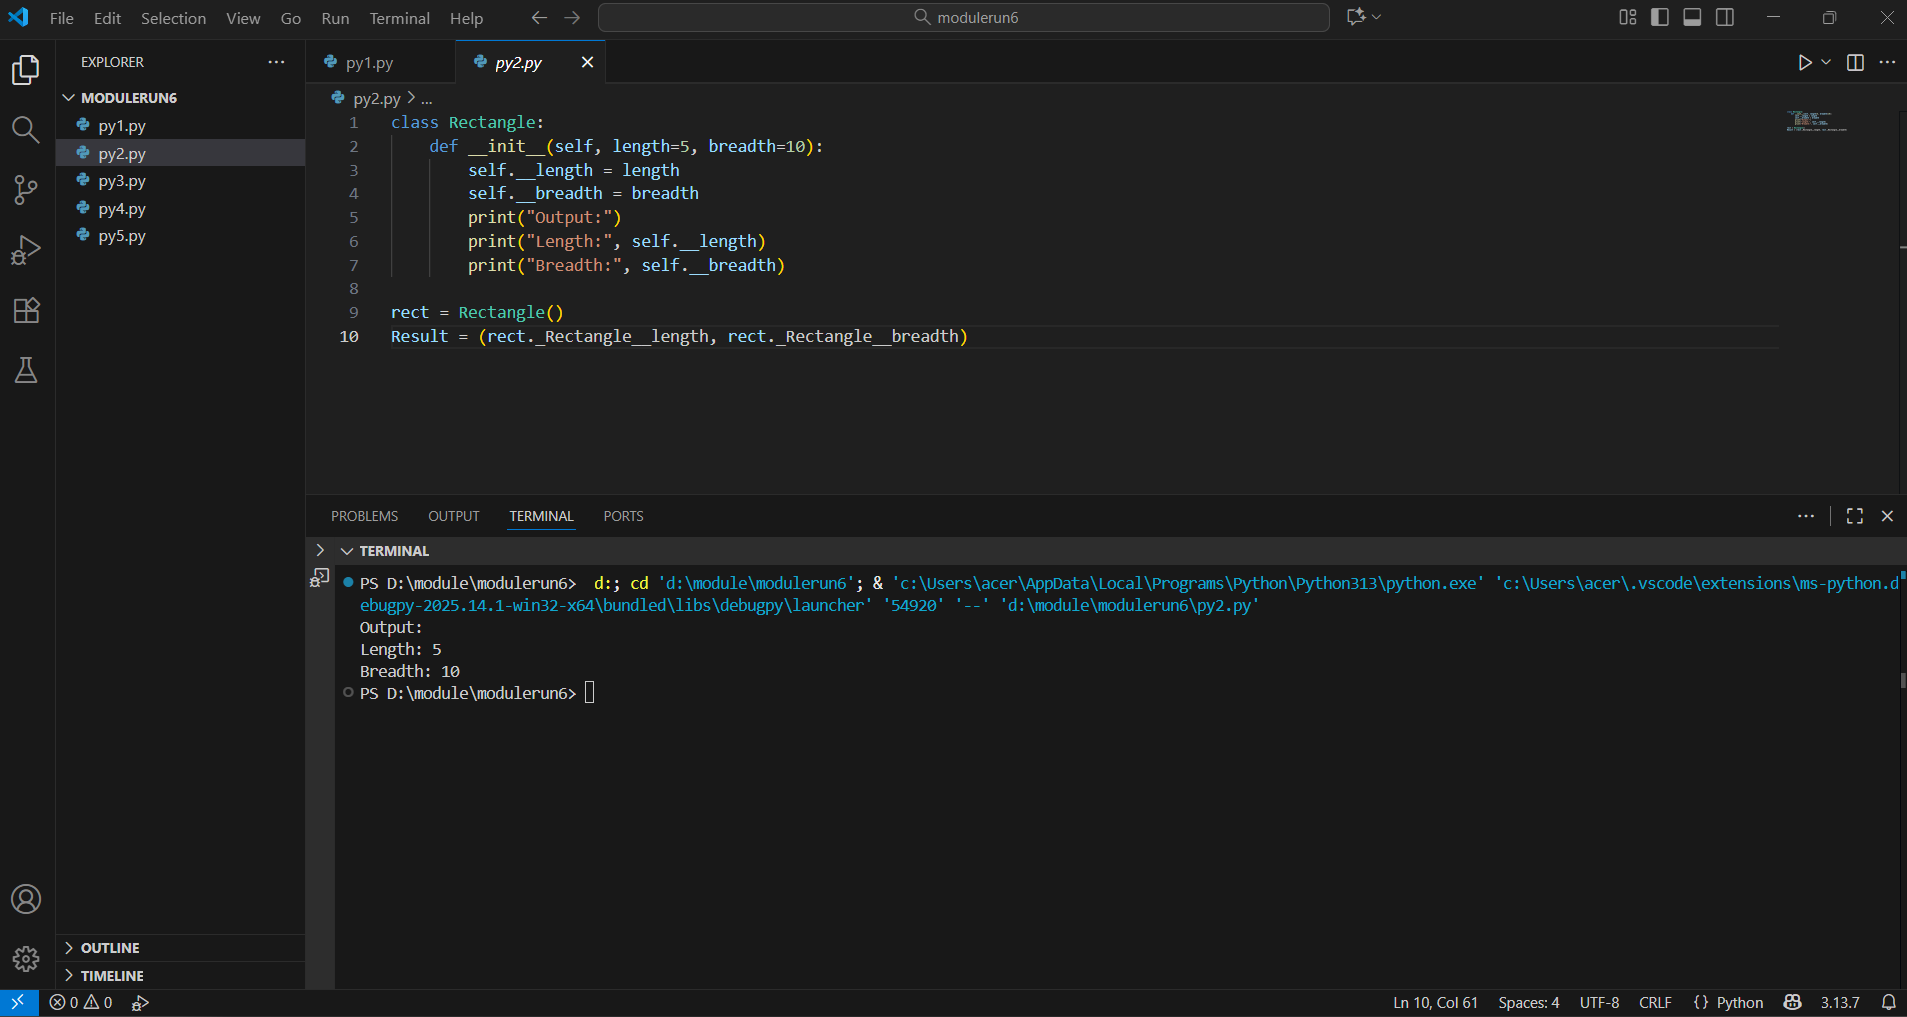 File Edit Selection View Go Run Terminal Help
modulerun6
EXPLORER
MODULERUN6
py1.py
py2.py
py3.py
py4.py
py5.py
OUTLINE
TIMELINE
py1.py
py2.py
py2.py > ...
1 class Rectangle:
2 def __init__(self, length=5, breadth=10):
3 self.__length = length
4 self.__breadth = breadth
5 print("Output:")
6 print("Length:", self.__length)
7 print("Breadth:", self.__breadth)
8
9 rect = Rectangle()
10 Result = (rect._Rectangle__length, rect._Rectangle__breadth)
PROBLEMS OUTPUT TERMINAL PORTS
TERMINAL
PS D:\module\modulerun6> d:; cd 'd:\module\modulerun6'; & 'c:\Users\acer\AppData\Local\Programs\Python\Python313\python.exe' 'c:\Users\acer\.vscode\extensions\ms-python.d
ebugpy-2025.14.1-win32-x64\bundled\libs\debugpy\launcher' '54920' '--' 'd:\module\modulerun6\py2.py'
Output:
Length: 5
Breadth: 10
PS D:\module\modulerun6>
0 0
Ln 10, Col 61 Spaces: 4 UTF-8 CRLF {} Python 3.13.7